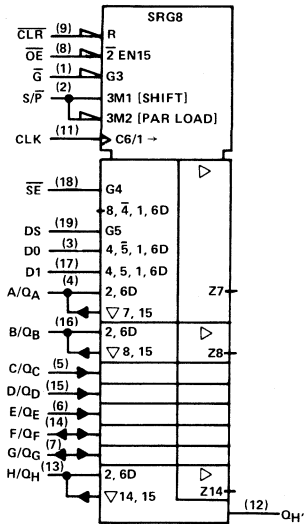 SRG8
CLR (9) R
OE (8) 2̅ EN15
G (1) G3
S/P̅ (2) 3M1 [SHIFT]
3M2 [PAR LOAD]
CLK (11) C6/1 →
S̅E̅ (18) G4
8, 4̅, 1, 6D
DS (19) G5
D0 (3) 4, 5̅, 1, 6D
D1 (17) 4, 5, 1, 6D
A/QA (4) 2, 6D
▽ 7, 15 Z7
B/QB (16) 2, 6D ▷
▽ 8, 15 Z8
C/QC (5)
D/QD (15)
E/QE (6)
F/QF (14)
G/QG (7)
H/QH (13) 2, 6D ▷
▽ 14, 15 Z14
(12) QH'